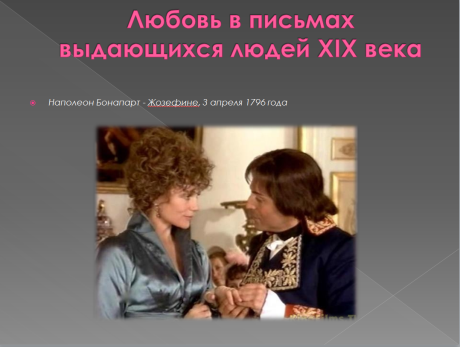 Любовь в письмах
выдающихся людей XIX века
Наполеон Бонапарт - Жозефине, 3 апреля 1796 года